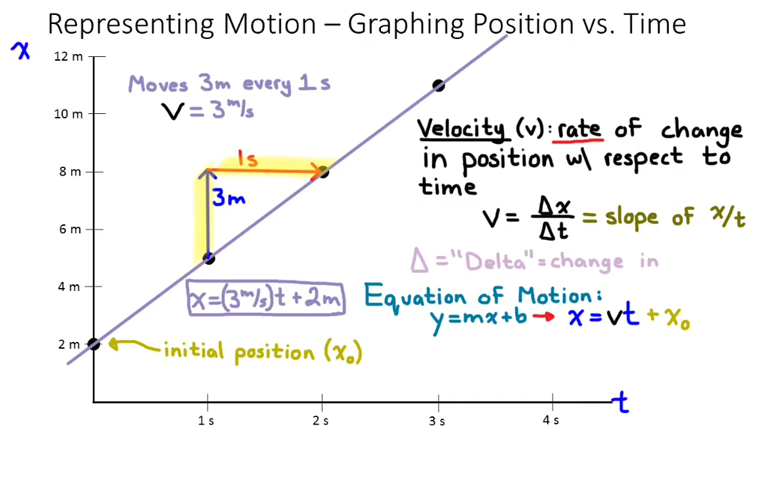 Representing Motion – Graphing Position vs. Time
x
12 m
10 m
8 m
6 m
4 m
2 m
Moves 3m every 1s
V = 3 m/s
1s
3m
x=(3 m/s)t + 2m
initial position (x₀)
Velocity (v): rate of change
in position w\ respect to
time
V = Δx/Δt = slope of x/t
Δ = "Delta" = change in
Equation of Motion:
y=mx+b → x = vt + x₀
t
1 s
2 s
3 s
4 s